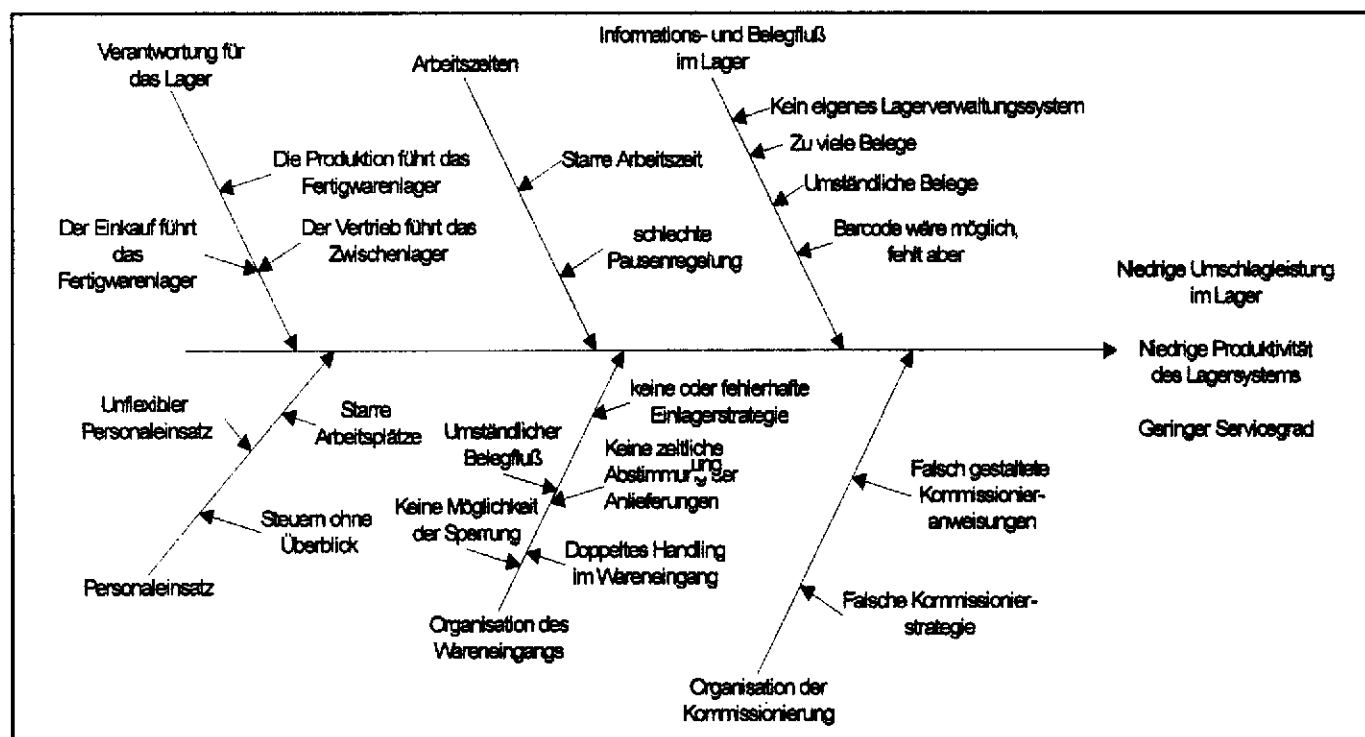 Verantwortung für
das Lager
Arbeitszeiten
Informations- und Belegfluß
im Lager
Die Produktion führt das
Fertigwarenlager
Der Einkauf führt
das
Fertigwarenlager
Der Vertrieb führt das
Zwischenlager
Starre Arbeitszeit
schlechte
Pausenregelung
Kein eigenes Lagerverwaltungssystem
Zu viele Belege
Umständliche Belege
Barcode wäre möglich,
fehlt aber
Niedrige Umschlagleistung
im Lager
Niedrige Produktivität
des Lagersystems
Geringer Servicegrad
Unflexibler
Personaleinsatz
Starre
Arbeitsplätze
Steuern ohne
Überblick
Personaleinsatz
keine oder fehlerhafte
Einlagerstrategie
Umständlicher
Belegfluß
Keine zeitliche
Abstimmung der
Anlieferungen
Keine Möglichkeit
der Sperrung
Doppeltes Handling
im Wareneingang
Organisation des
Wareneingangs
Falsch gestaltete
Kommissionier-
anweisungen
Falsche Kommissionier-
strategie
Organisation der
Kommissionierung